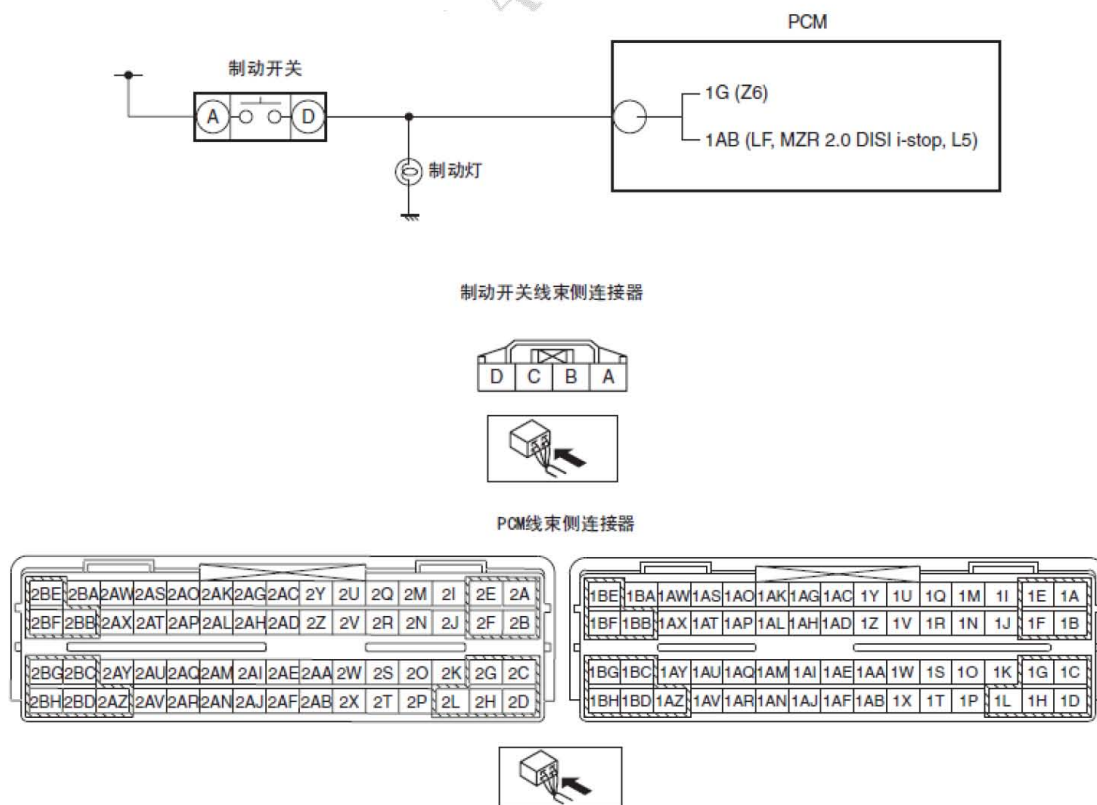 PCM
制动开关
A
D
1G (Z6)
1AB (LF, MZR 2.0 DISI i-stop, L5)
制动灯
制动开关线束侧连接器
D C B A
PCM线束侧连接器
2BE 2BA 2AW 2AS 2AO 2AK 2AG 2AC 2Y 2U 2Q 2M 2I 2E 2A
2BF 2BB 2AX 2AT 2AP 2AL 2AH 2AD 2Z 2V 2R 2N 2J 2F 2B
2BG 2BC 2AY 2AU 2AQ 2AM 2AI 2AE 2AA 2W 2S 2O 2K 2G 2C
2BH 2BD 2AZ 2AV 2AR 2AN 2AJ 2AF 2AB 2X 2T 2P 2L 2H 2D
1BE 1BA 1AW 1AS 1AO 1AK 1AG 1AC 1Y 1U 1Q 1M 1I 1E 1A
1BF 1BB 1AX 1AT 1AP 1AL 1AH 1AD 1Z 1V 1R 1N 1J 1F 1B
1BG 1BC 1AY 1AU 1AQ 1AM 1AI 1AE 1AA 1W 1S 1O 1K 1G 1C
1BH 1BD 1AZ 1AV 1AR 1AN 1AJ 1AF 1AB 1X 1T 1P 1L 1H 1D